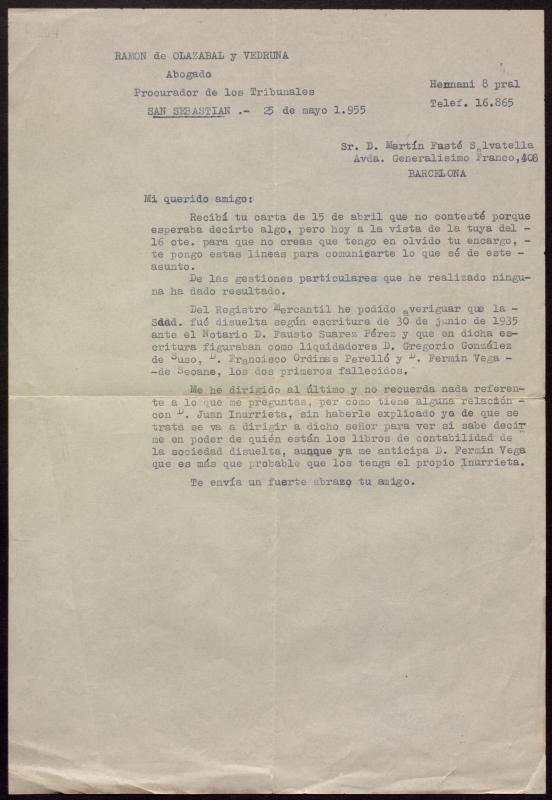 RAMON de OLAZABAL y VEDRUNA
Abogado
Procurador de los Tribunales
SAN SEBASTIAN .- 25 de mayo 1.955
Hernani 8 pral
Telef. 16.865
Sr. D. Martín Fusté Salvatella
Avda. Generalisimo Franco,408
BARCELONA
Mi querido amigo:
Recibí tu carta de 15 de abril que no contesté porque
esperaba decirte algo, pero hoy a la vista de la tuya del -
16 cte. para que no creas que tengo en olvido tu encargo, -
te pongo estas lineas para comunicarte lo que sé de este -
asunto.
De las gestiones particulares que he realizado ningu-
na ha dado resultado.
Del Registro Mercantil he podido averiguar que la -
Sdad. fué disuelta según escritura de 30 de junio de 1935
ante el Notario D. Fausto Suarez Pérez y que en dicha es-
critura figuraban como liquidadores D. Gregorio González
de Suso, D. Francisco Ordinas Perelló y D. Fermin Vega -
-de Seoane, los dos primeros fallecidos.
Me he dirigido al último y no recuerda nada referen-
te a lo que me preguntas, per como tiene alguna relación -
con D. Juan Inurrieta, sin haberle explicado ya de que se
trata se va a dirigir a dicho señor para ver si sabe decir
me en poder de quién están los libros de contabilidad de
la sociedad disuelta, aunque ya me anticipa D. Fermin Vega
que es más que probable que los tenga el propio Inurrieta.
Te envía un fuerte abrazo tu amigo.